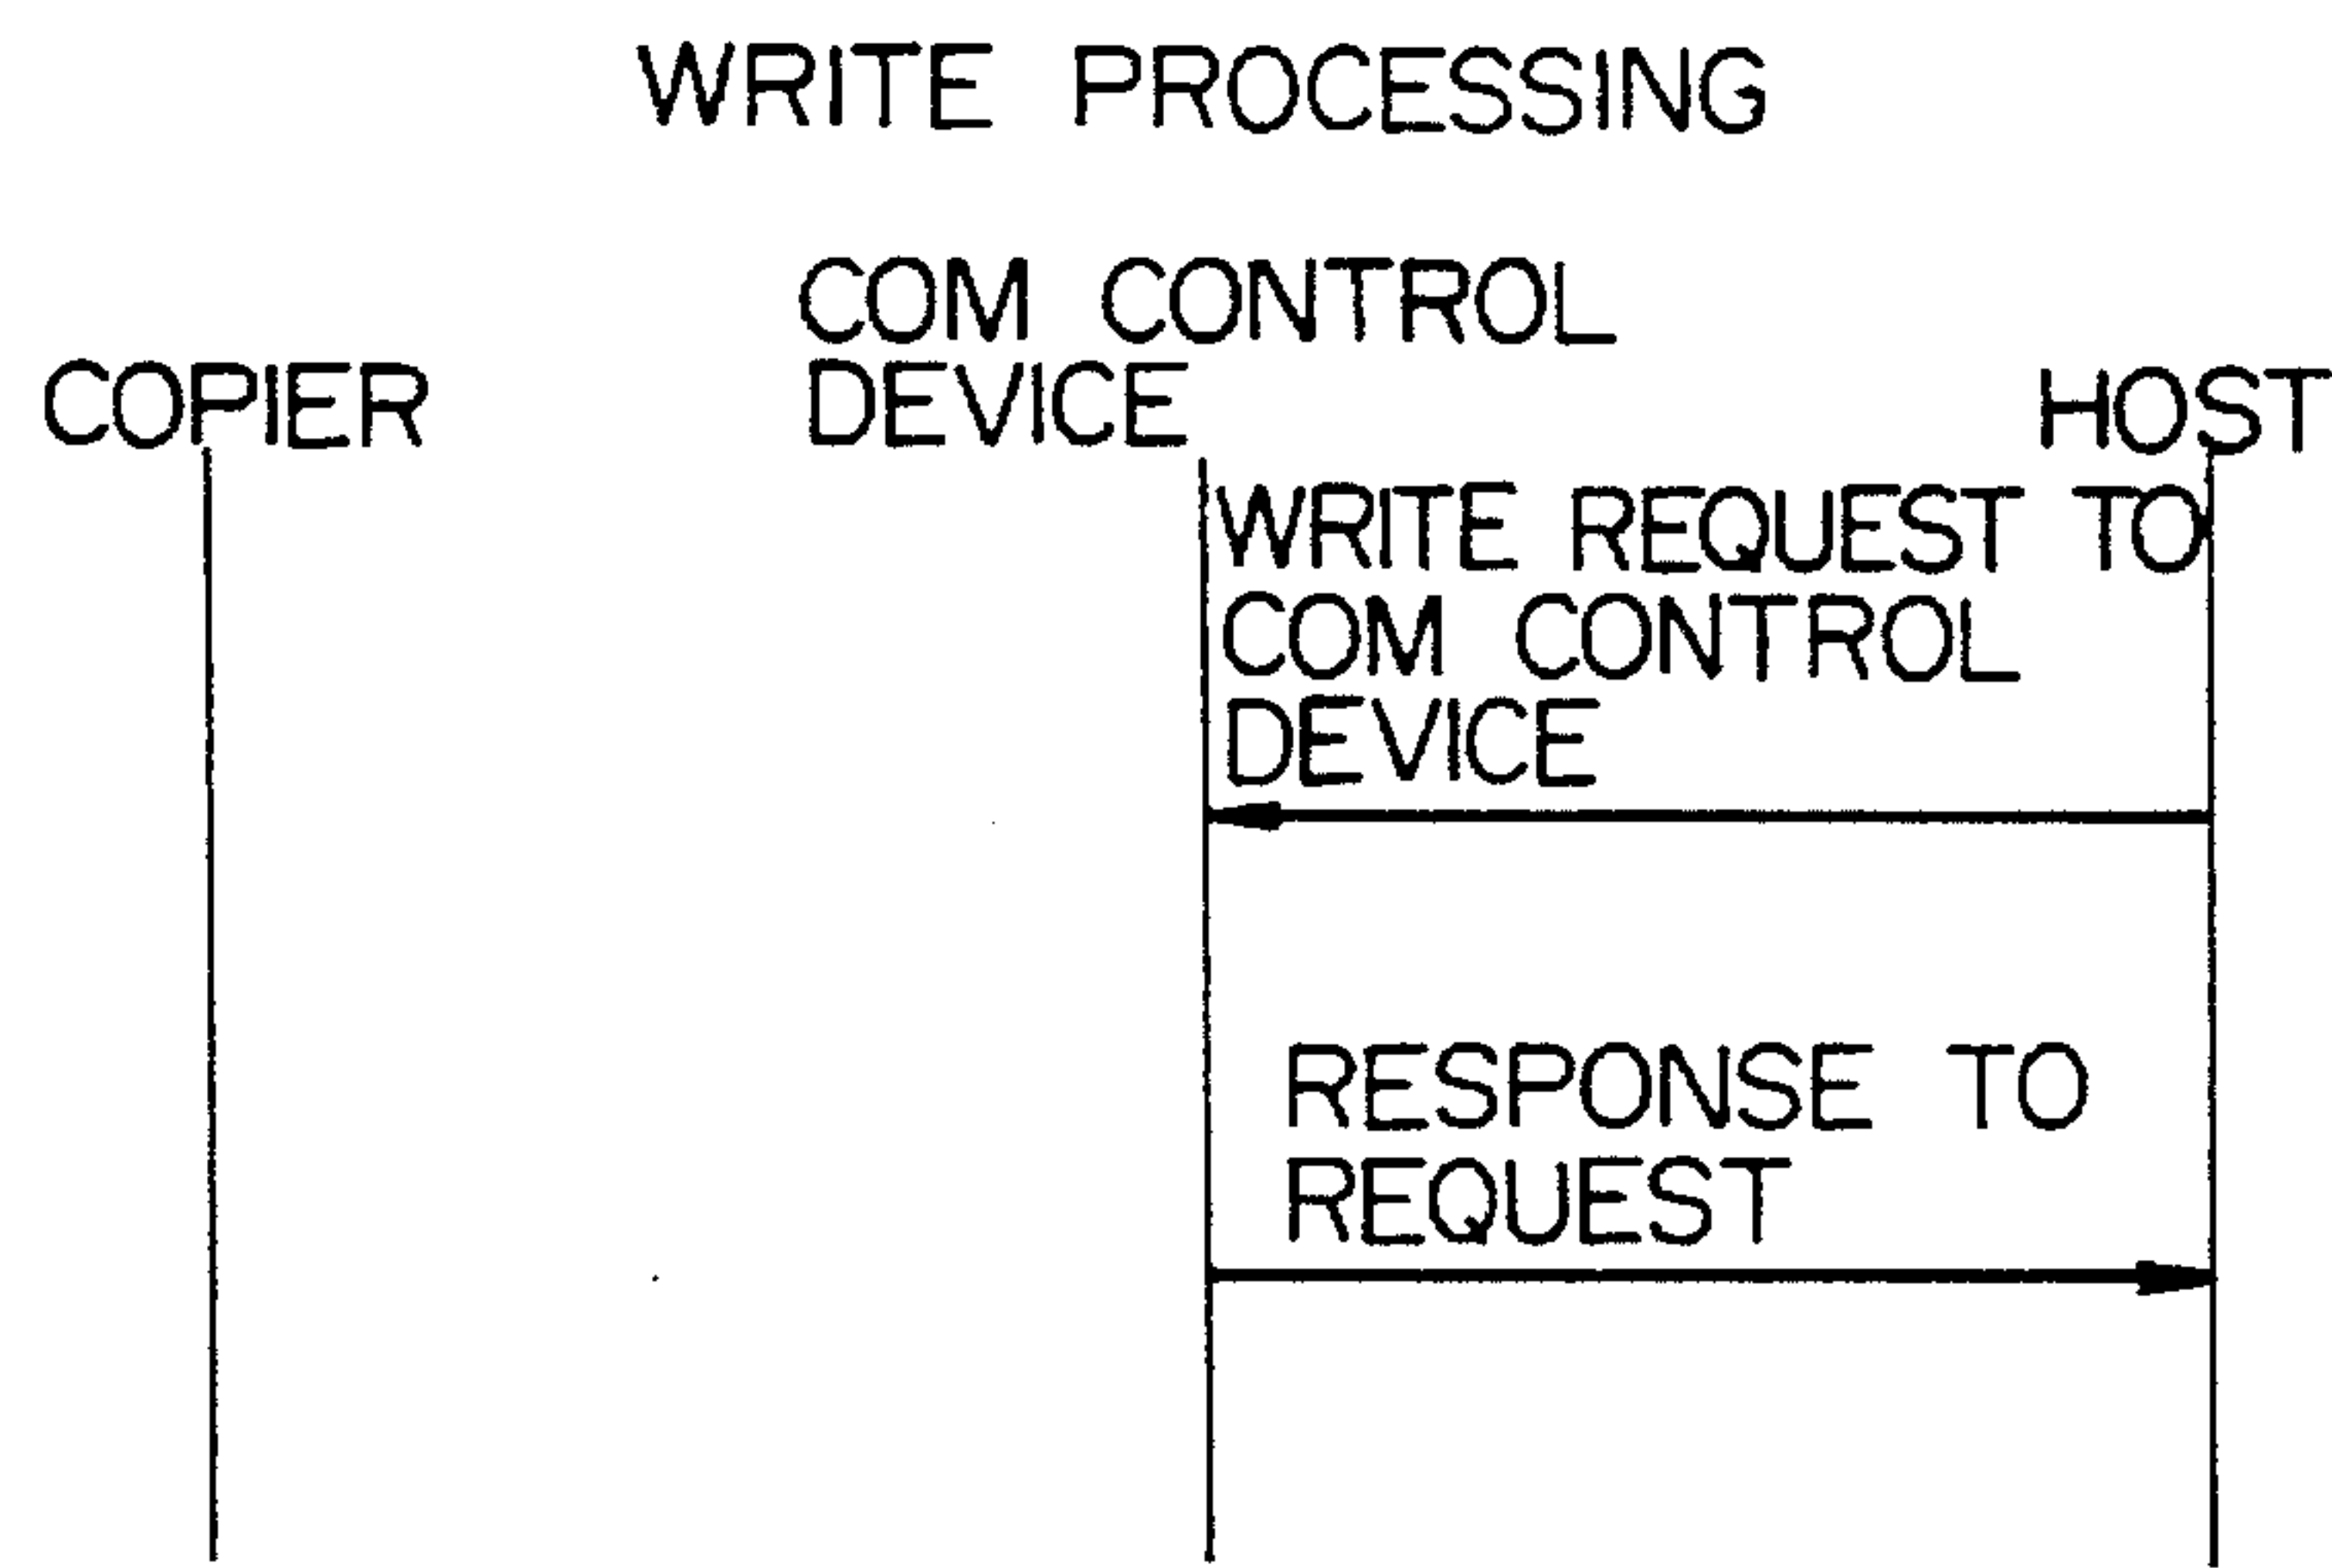 WRITE PROCESSING
COM CONTROL
DEVICE
COPIER
HOST
WRITE REQUEST TO
COM CONTROL
DEVICE
RESPONSE TO
REQUEST